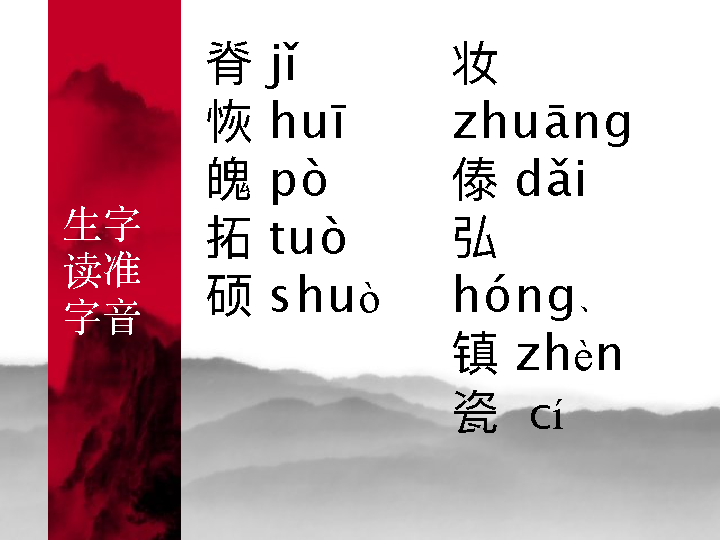 生字
读准
字音
脊 jǐ
恢 huī
魄 pò
拓 tuò
硕 shuò
妆
zhuāng
傣 dǎi
弘
hóng、
镇 zhèn
瓷 cí